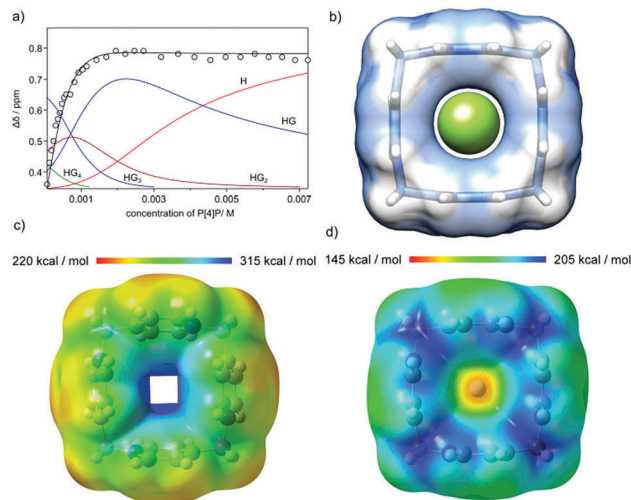 a)
b)
0.8
0.7
0.6
0.5
0.4
Δδ / ppm
H
HG
HG4
HG3
HG2
0.001 0.003 0.005 0.007
concentration of P[4]P/ M
c)
d)
220 kcal / mol 315 kcal / mol
145 kcal / mol 205 kcal / mol